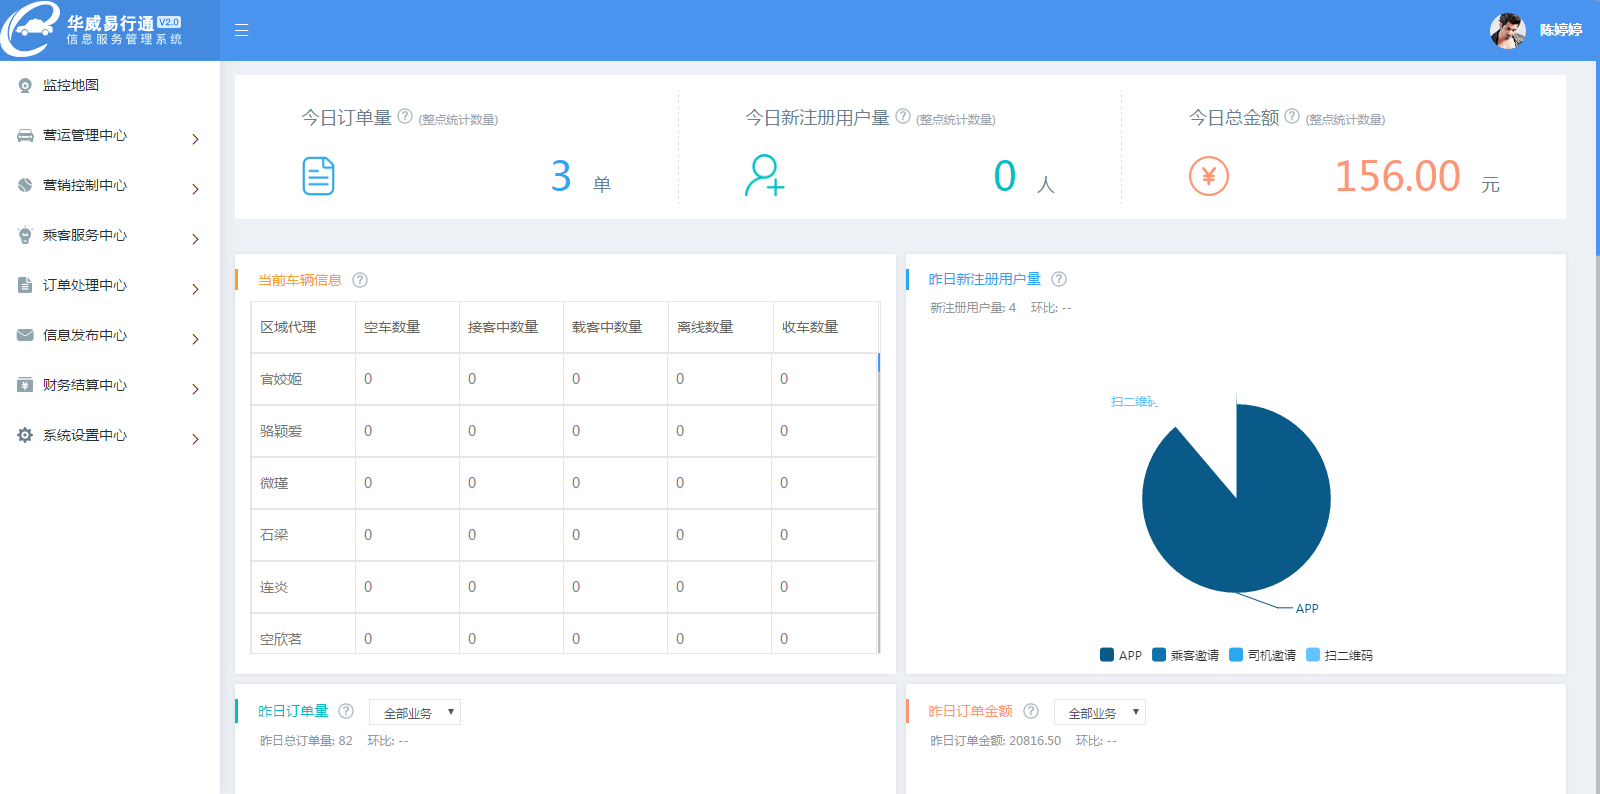 华威易行通 V2.0
信息服务管理系统
陈婷婷
监控地图
营运管理中心
营销控制中心
乘客服务中心
订单处理中心
信息发布中心
财务结算中心
系统设置中心
今日订单量 ? (整点统计数量)
3 单
今日新注册用户量 ? (整点统计数量)
0 人
今日总金额 ? (整点统计数量)
¥ 156.00 元
当前车辆信息 ?
区域代理 空车数量 接客中数量 载客中数量 离线数量 收车数量
官姣姬 0 0 0 0 0
骆颖爱 0 0 0 0 0
微瑾 0 0 0 0 0
石梁 0 0 0 0 0
连炎 0 0 0 0 0
空欣茗 0 0 0 0 0
昨日新注册用户量 ?
新注册用户量: 4 环比: --
扫二维码
APP
APP 乘客邀请 司机邀请 扫二维码
昨日订单量 ? 全部业务
昨日总订单量: 82 环比: --
昨日订单金额 ? 全部业务
昨日订单金额: 20816.50 环比: --